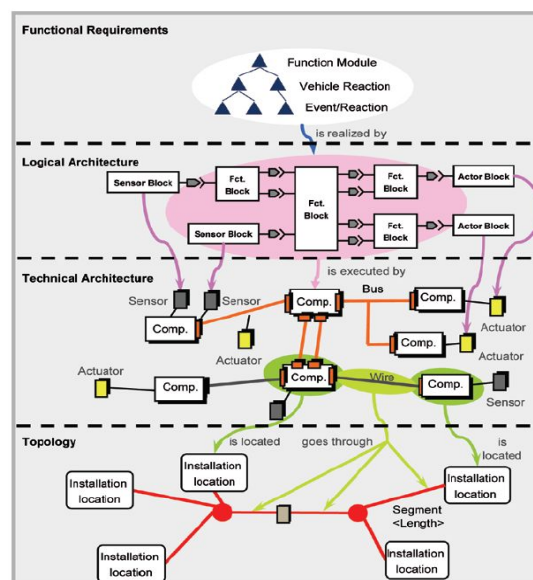 Functional Requirements
Function Module
Vehicle Reaction
Event/Reaction
is realized by
Logical Architecture
Sensor Block
Fct.
Block
Fct.
Block
Fct.
Block
Actor Block
Sensor Block
Fct.
Block
Actor Block
is executed by
Technical Architecture
Bus
Sensor
Sensor
Comp.
Comp.
Comp.
Actuator
Comp.
Actuator
Actuator
Actuator
Comp.
Comp.
Wire
Comp.
Sensor
is located
goes through
is
located
Topology
Installation
location
Installation
location
Installation
location
Segment
<Length>
Installation
location
Installation
location